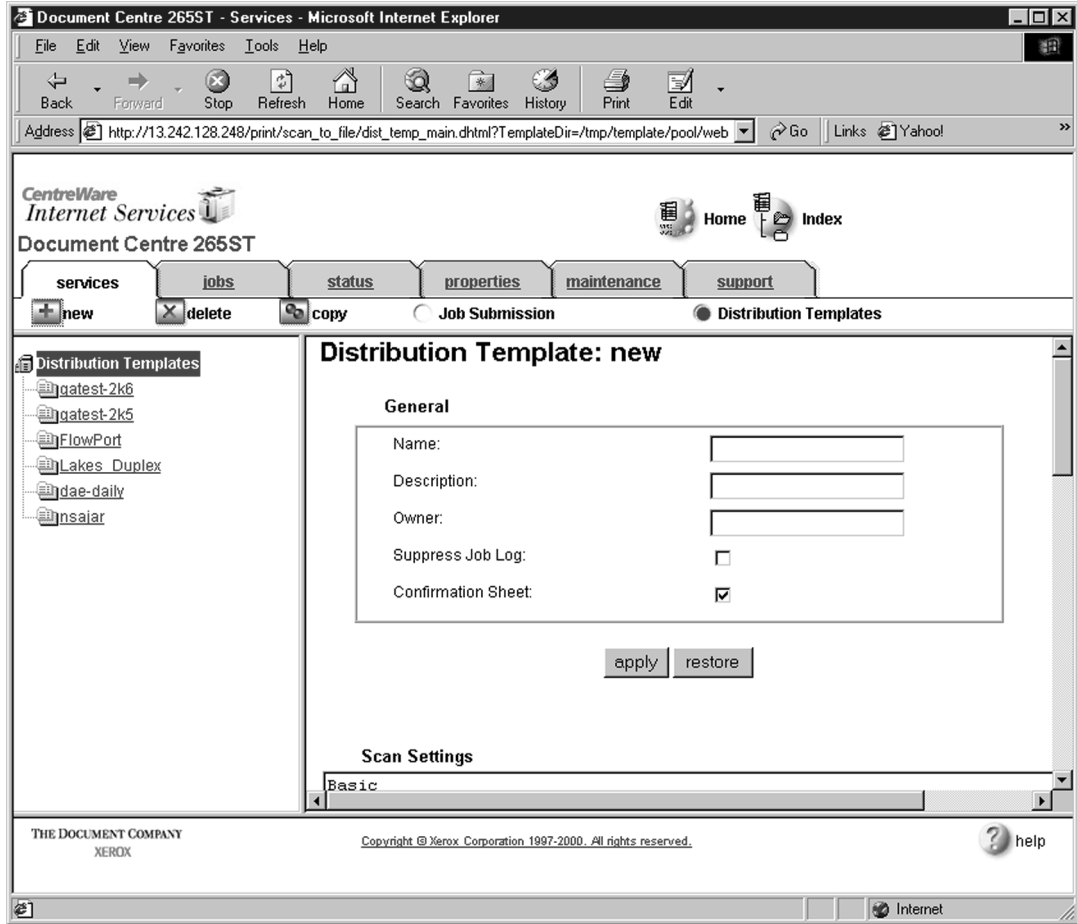 Document Centre 265ST - Services - Microsoft Internet Explorer
File Edit View Favorites Tools Help
Back Forward Stop Refresh Home Search Favorites History Print Edit
Address http://13.242.128.248/print/scan_to_file/dist_temp_main.dhtml?TemplateDir=/tmp/template/pool/web Go Links Yahoo! »
CentreWare
Internet Services
Home Index
Document Centre 265ST
services jobs status properties maintenance support
new delete copy Job Submission Distribution Templates
Distribution Templates
qatest-2k6
qatest-2k5
FlowPort
Lakes_Duplex
dae-daily
nsajar
Distribution Template: new
General
Name:
Description:
Owner:
Suppress Job Log:
Confirmation Sheet:
apply restore
Scan Settings
Basic
THE DOCUMENT COMPANY
XEROX
Copyright © Xerox Corporation 1997-2000. All rights reserved.
? help
Internet